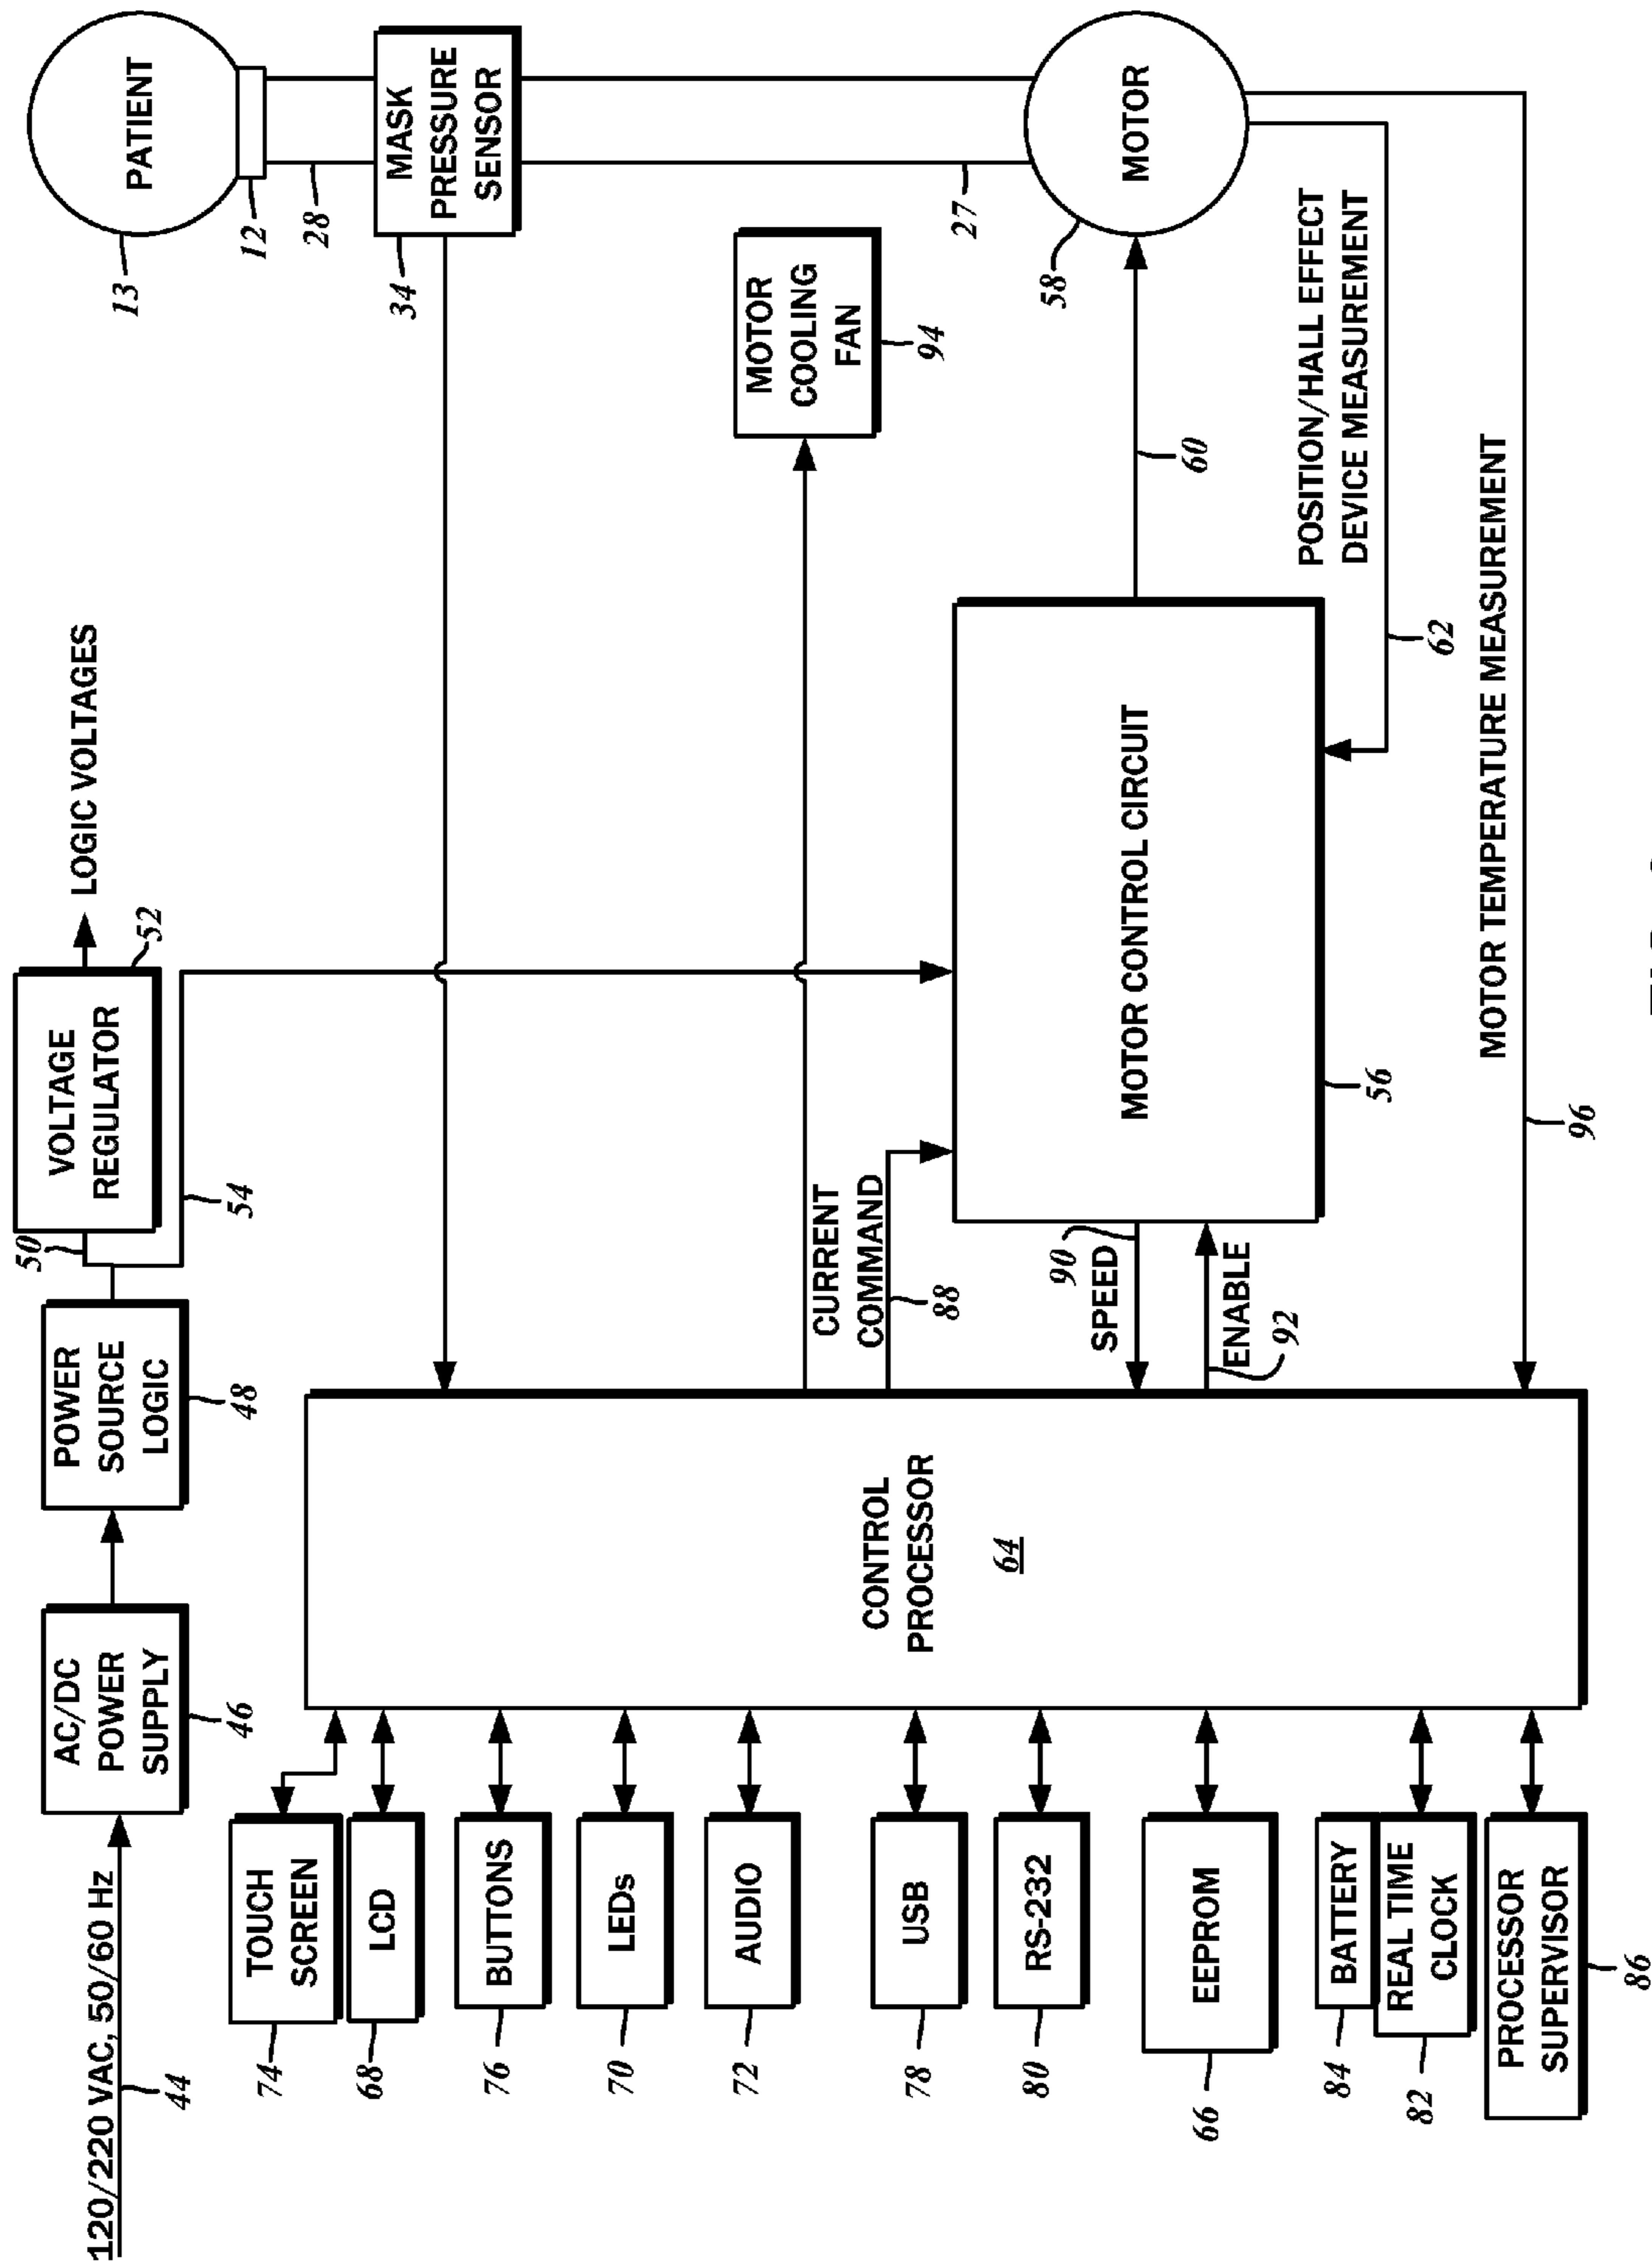 120/220 VAC, 50/60 Hz
44
AC/DC
POWER
SUPPLY
46
POWER
SOURCE
LOGIC
48
50
VOLTAGE
REGULATOR
52
LOGIC VOLTAGES
54
PATIENT
13
12
28
MASK
PRESSURE
SENSOR
34
27
MOTOR
COOLING
FAN
94
MOTOR
58
60
POSITION/HALL EFFECT
DEVICE MEASUREMENT
62
MOTOR TEMPERATURE MEASUREMENT
96
MOTOR CONTROL CIRCUIT
56
CURRENT
COMMAND
88
90
SPEED
ENABLE
92
CONTROL
PROCESSOR
64
TOUCH
SCREEN
74
LCD
68
BUTTONS
76
LEDs
70
AUDIO
72
USB
78
RS-232
80
EEPROM
66
BATTERY
84
REAL TIME
CLOCK
82
PROCESSOR
SUPERVISOR
86